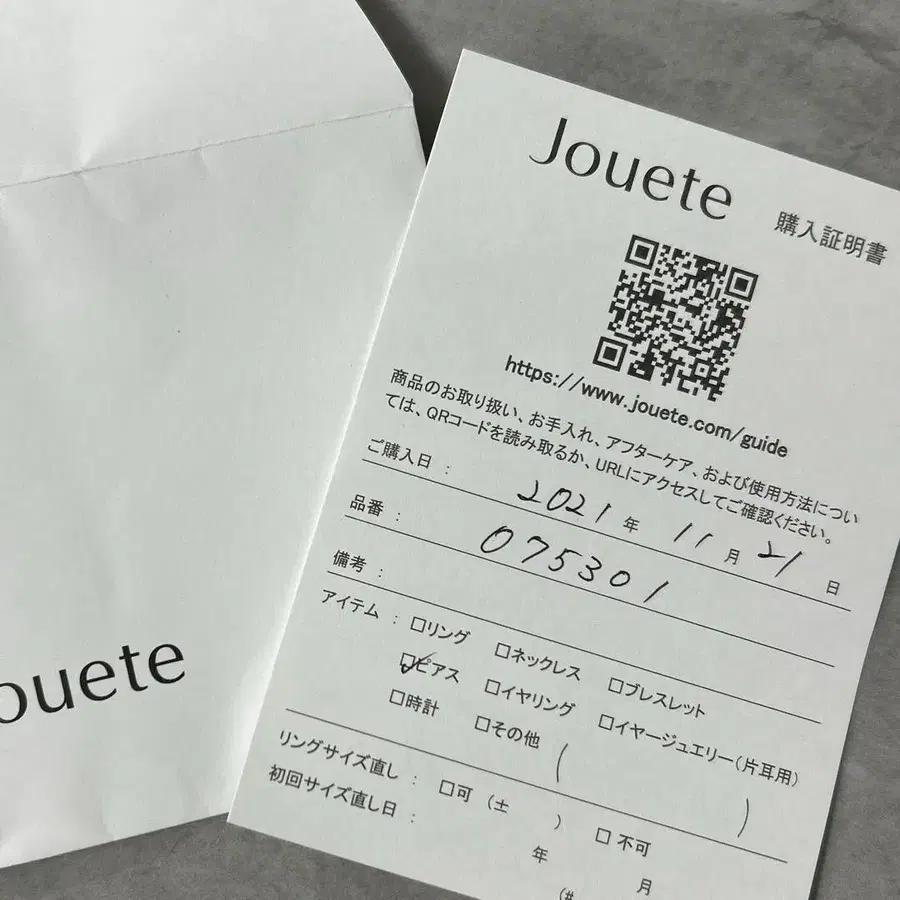 Jouete 購入証明書
https://www.jouete.com/guide
商品のお取り扱い、お手入れ、アフターケア、および使用方法につい
ては、QRコードを読み取るか、URLにアクセスしてご確認ください。
ご購入日 : 2021 年 11 月 21 日
品番 : 075301
備考 :
アイテム : □リング □ネックレス □ブレスレット
☑ピアス □イヤリング □イヤージュエリー(片耳用)
□時計 □その他 ( )
リングサイズ直し : □可 (± ) □不可
初回サイズ直し日 : 年 月
(#
ouete